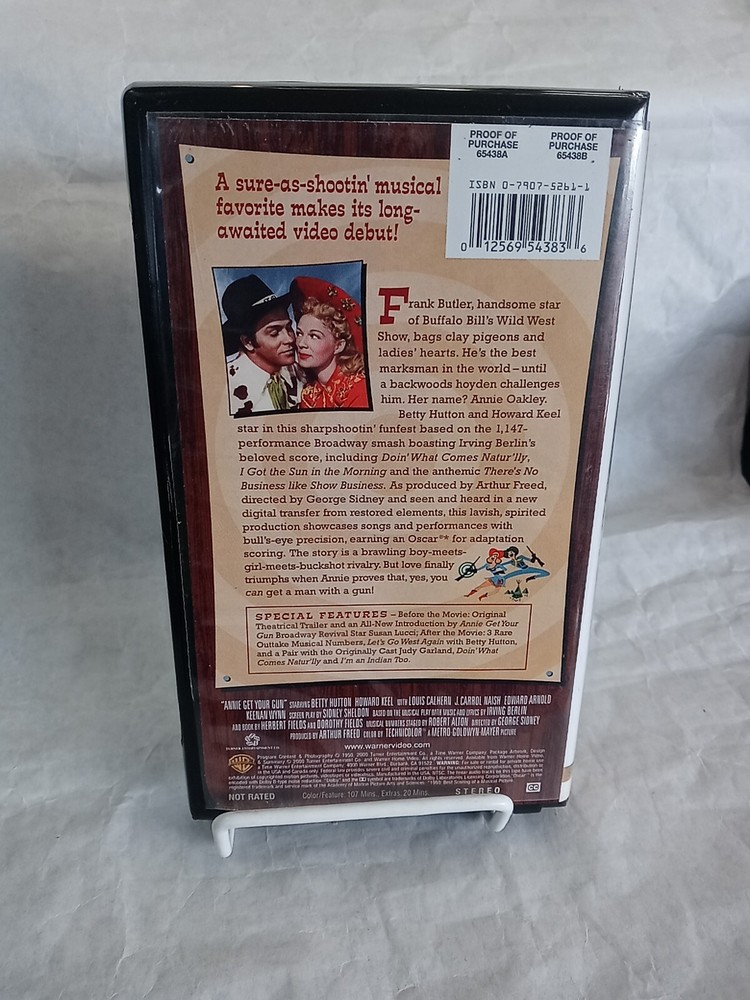 PROOF OF PURCHASE 65438A
PROOF OF PURCHASE 65438B
ISBN 0-7907-5261-1
0 12569 54383 6
A sure-as-shootin' musical
favorite makes its long-
awaited video debut!
Frank Butler, handsome star
of Buffalo Bill's Wild West
Show, bags clay pigeons and
ladies' hearts. He's the best
marksman in the world–until
a backwoods hoyden challenges
him. Her name? Annie Oakley.
Betty Hutton and Howard Keel
star in this sharpshootin' funfest based on the 1,147-
performance Broadway smash boasting Irving Berlin's
beloved score, including Doin' What Comes Natur'lly,
I Got the Sun in the Morning and the anthemic There's No
Business like Show Business. As produced by Arthur Freed,
directed by George Sidney and seen and heard in a new
digital transfer from restored elements, this lavish, spirited
production showcases songs and performances with
bull's-eye precision, earning an Oscar®* for adaptation
scoring. The story is a brawling boy-meets-
girl-meets-buckshot rivalry. But love finally
triumphs when Annie proves that, yes, you
can get a man with a gun!
SPECIAL FEATURES – Before the Movie: Original
Theatrical Trailer and an All-New Introduction by Annie Get Your
Gun Broadway Revival Star Susan Lucci; After the Movie: 3 Rare
Outtake Musical Numbers, Let's Go West Again with Betty Hutton,
and a Pair with the Originally Cast Judy Garland, Doin' What
Comes Natur'lly and I'm an Indian Too.
"ANNIE GET YOUR GUN" STARRING BETTY HUTTON HOWARD KEEL WITH LOUIS CALHERN J. CARROL NAISH EDWARD ARNOLD
KEENAN WYNN SCREEN PLAY BY SIDNEY SHELDON BASED ON THE MUSICAL PLAY WITH MUSIC AND LYRICS BY IRVING BERLIN
AND BOOK BY HERBERT FIELDS AND DOROTHY FIELDS MUSICAL NUMBERS STAGED BY ROBERT ALTON DIRECTED BY GEORGE SIDNEY
PRODUCED BY ARTHUR FREED COLOR BY TECHNICOLOR® A METRO-GOLDWYN-MAYER PICTURE
www.warnervideo.com
NOT RATED Color/Feature: 107 Mins., Extras: 20 Mins. STEREO CC